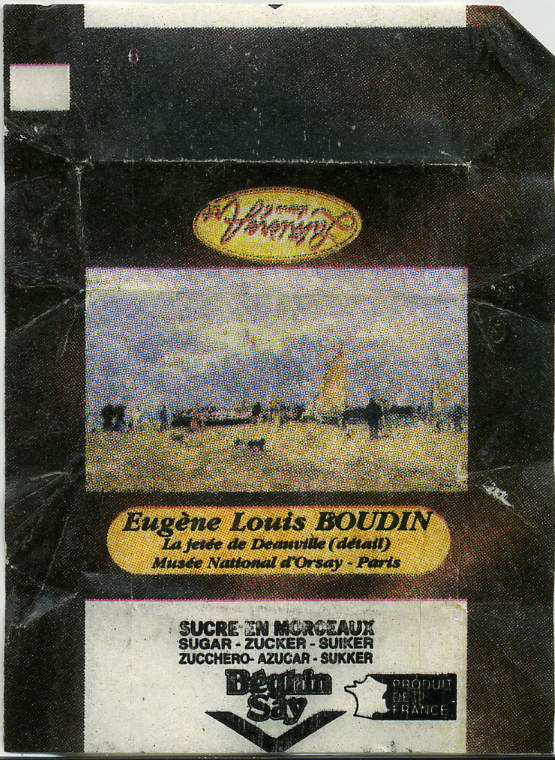 6
Eugène Louis BOUDIN
La jetée de Deauville (détail)
Musée National d'Orsay - Paris
SUCRE EN MORCEAUX
SUGAR - ZUCKER - SUIKER
ZUCCHERO - AZUCAR - SUKKER
Béghin
Say
PRODUIT
DE
FRANCE